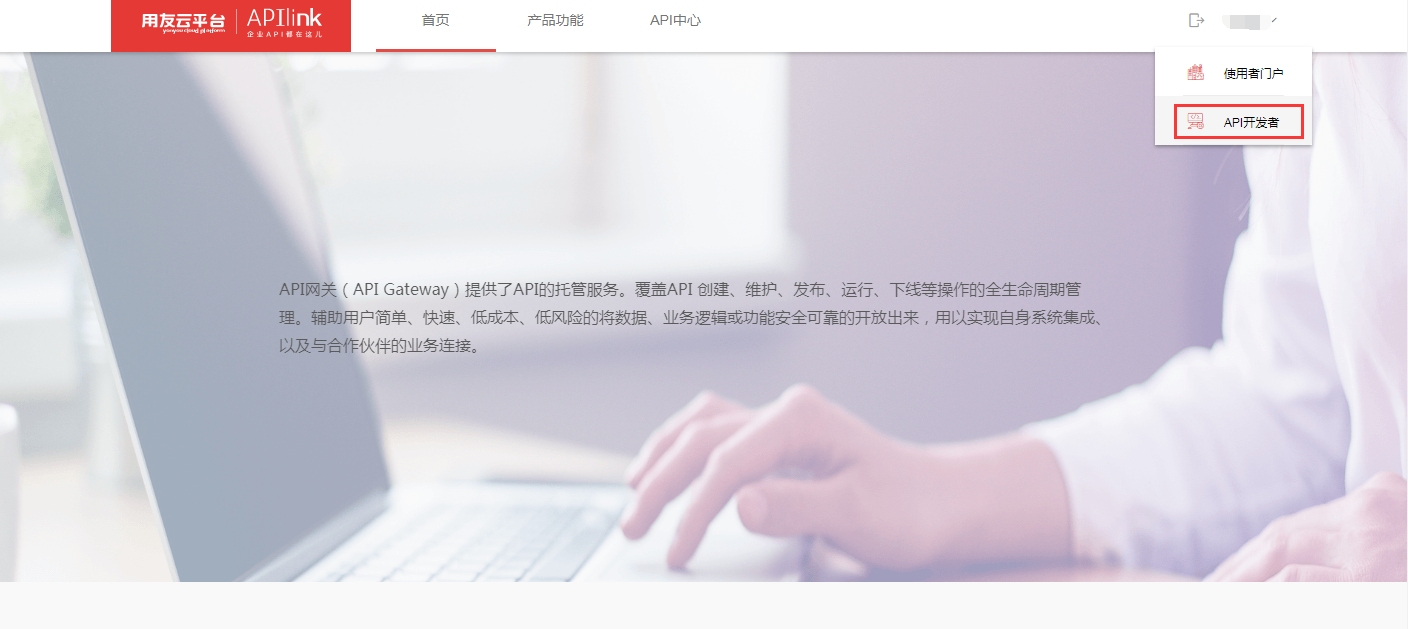 用友云平台 APIlink
yonyou cloud platform 企业API都在这儿
首页 产品功能 API中心
使用者门户
API开发者
API网关（API Gateway）提供了API的托管服务。覆盖API 创建、维护、发布、运行、下线等操作的全生命周期管
理。辅助用户简单、快速、低成本、低风险的将数据、业务逻辑或功能安全可靠的开放出来，用以实现自身系统集成、
以及与合作伙伴的业务连接。